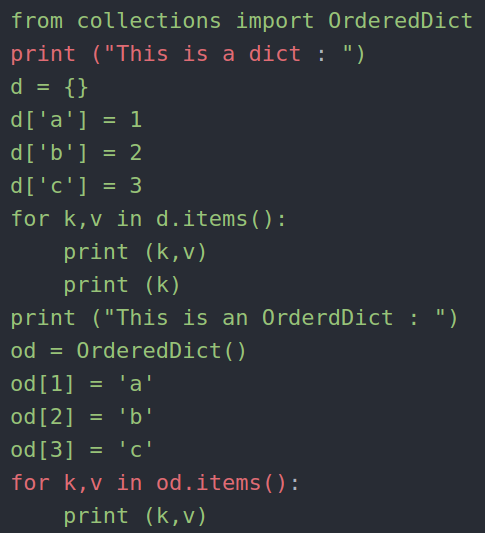 from collections import OrderedDict
print ("This is a dict : ")
d = {}
d['a'] = 1
d['b'] = 2
d['c'] = 3
for k,v in d.items():
    print (k,v)
    print (k)
print ("This is an OrderdDict : ")
od = OrderedDict()
od[1] = 'a'
od[2] = 'b'
od[3] = 'c'
for k,v in od.items():
    print (k,v)